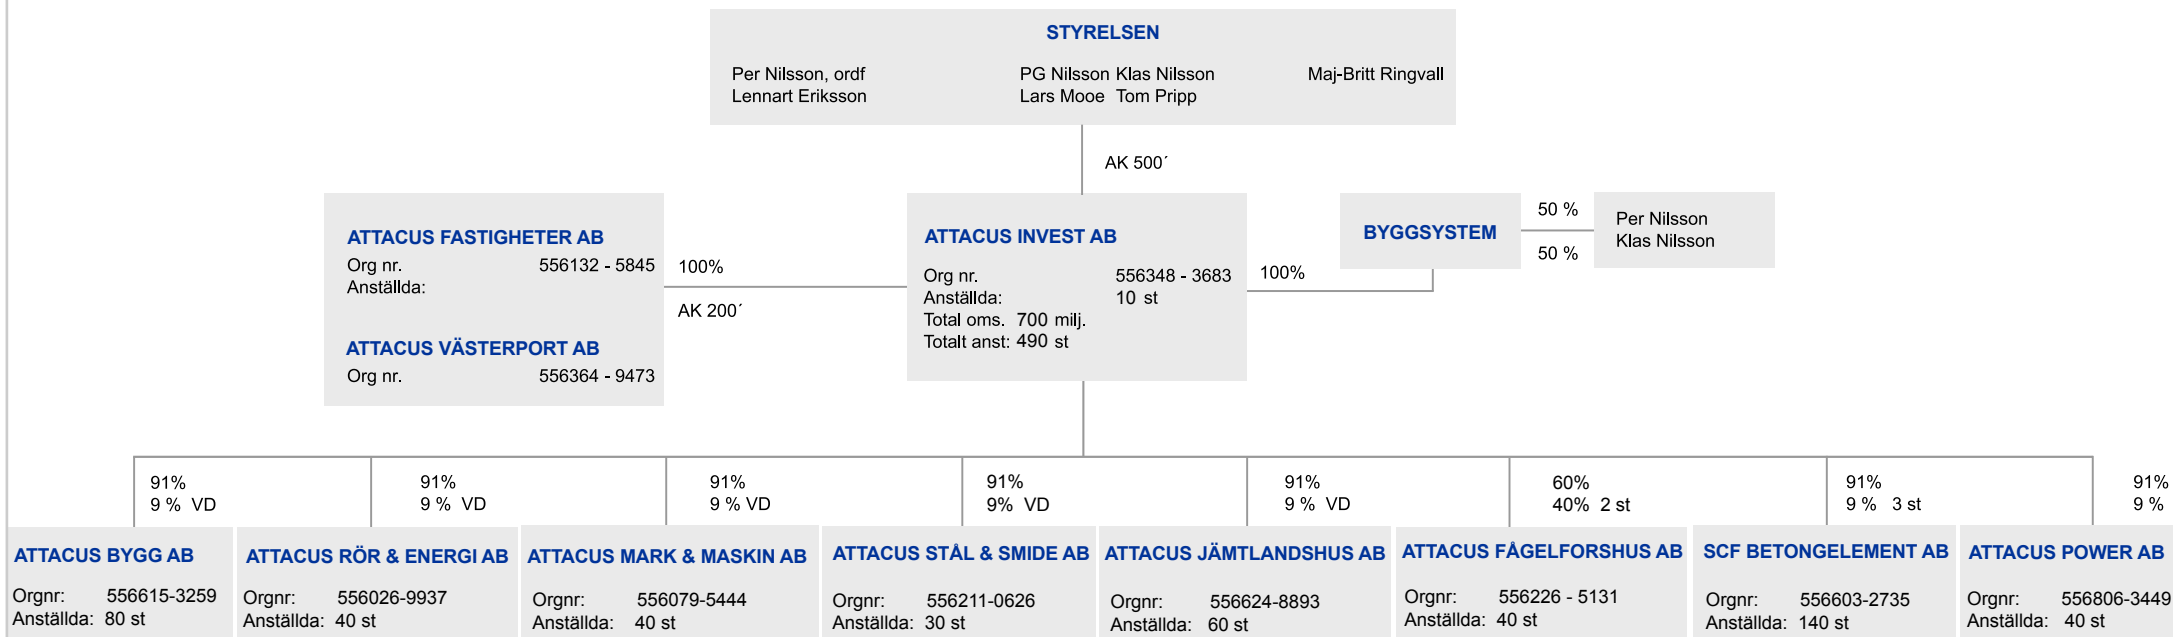 STYRELSEN
Per Nilsson, ordf PG Nilsson Klas Nilsson Maj-Britt Ringvall
Lennart Eriksson Lars Mooe Tom Pripp
AK 500´
ATTACUS FASTIGHETER AB
Org nr. 556132 - 5845
Anställda:
ATTACUS VÄSTERPORT AB
Org nr. 556364 - 9473
100%
AK 200´
ATTACUS INVEST AB
Org nr. 556348 - 3683
Anställda: 10 st
Total oms. 700 milj.
Totalt anst: 490 st
100%
BYGGSYSTEM
50 %
50 %
Per Nilsson
Klas Nilsson
91%
9 % VD
ATTACUS BYGG AB
Orgnr: 556615-3259
Anställda: 80 st
91%
9 % VD
ATTACUS RÖR & ENERGI AB
Orgnr: 556026-9937
Anställda: 40 st
91%
9 % VD
ATTACUS MARK & MASKIN AB
Orgnr: 556079-5444
Anställda: 40 st
91%
9% VD
ATTACUS STÅL & SMIDE AB
Orgnr: 556211-0626
Anställda: 30 st
91%
9 % VD
ATTACUS JÄMTLANDSHUS AB
Orgnr: 556624-8893
Anställda: 60 st
60%
40% 2 st
ATTACUS FÅGELFORSHUS AB
Orgnr: 556226 - 5131
Anställda: 40 st
91%
9 % 3 st
SCF BETONGELEMENT AB
Orgnr: 556603-2735
Anställda: 140 st
91%
9 %
ATTACUS POWER AB
Orgnr: 556806-3449
Anställda: 40 st